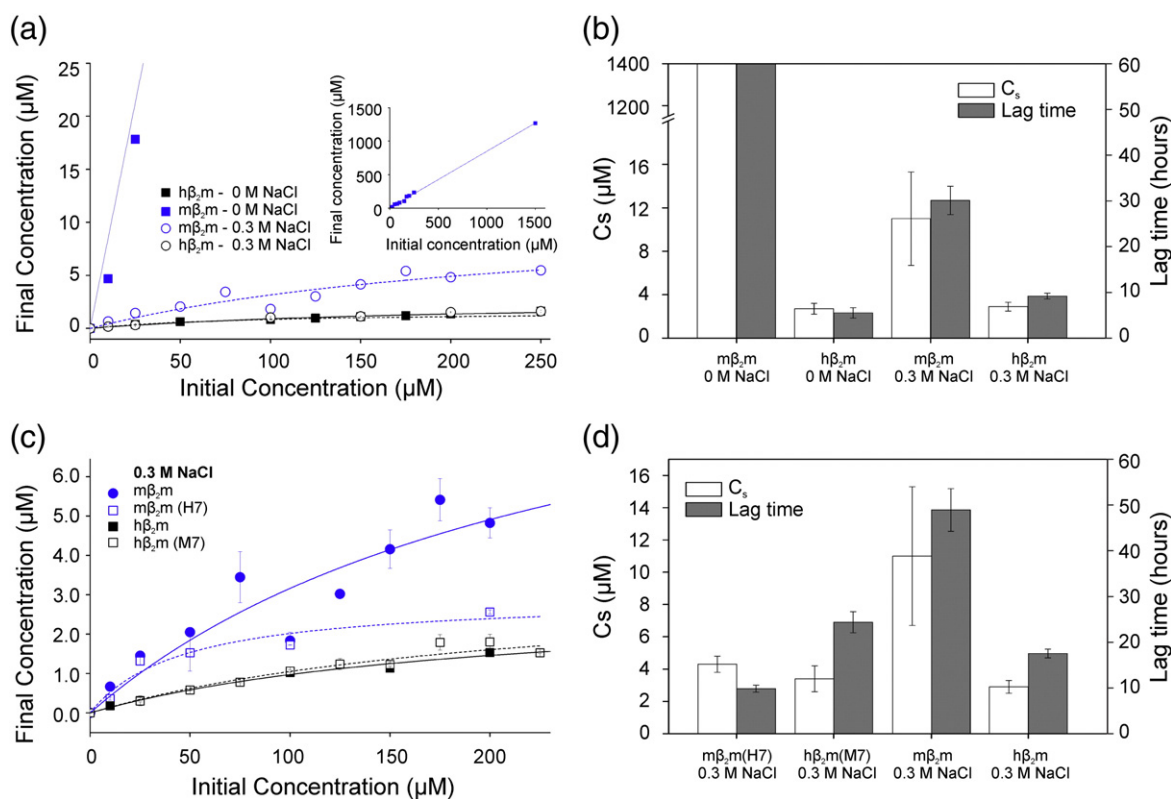 (a)
Final Concentration (µM)
25
20
15
10
5
0
0
50
100
150
200
250
Initial Concentration (µM)
hβ₂m - 0 M NaCl
mβ₂m - 0 M NaCl
mβ₂m - 0.3 M NaCl
hβ₂m - 0.3 M NaCl
Final concentration (µM)
1500
1000
500
0
0
500
1000
1500
Initial concentration (µM)
(b)
Cs (µM)
1400
1200
16
12
8
4
0
Cₛ
Lag time
60
50
40
30
20
10
0
Lag time (hours)
mβ₂m
0 M NaCl
hβ₂m
0 M NaCl
mβ₂m
0.3 M NaCl
hβ₂m
0.3 M NaCl
(c)
Final Concentration (µM)
6.0
5.0
4.0
3.0
2.0
1.0
0.0
0.3 M NaCl
mβ₂m
mβ₂m (H7)
hβ₂m
hβ₂m (M7)
0
50
100
150
200
Initial Concentration (µM)
(d)
Cs (µM)
16
14
12
10
8
6
4
2
0
Cₛ
Lag time
60
50
40
30
20
10
0
Lag time (hours)
mβ₂m(H7)
0.3 M NaCl
hβ₂m(M7)
0.3 M NaCl
mβ₂m
0.3 M NaCl
hβ₂m
0.3 M NaCl